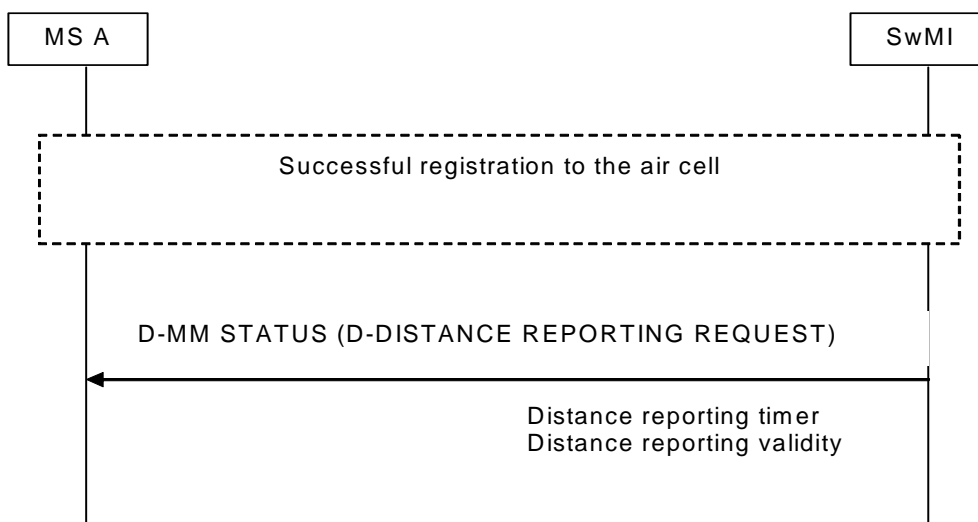 MS A
SwMI
Successful registration to the air cell
D-MM STATUS (D-DISTANCE REPORTING REQUEST)
Distance reporting timer
Distance reporting validity